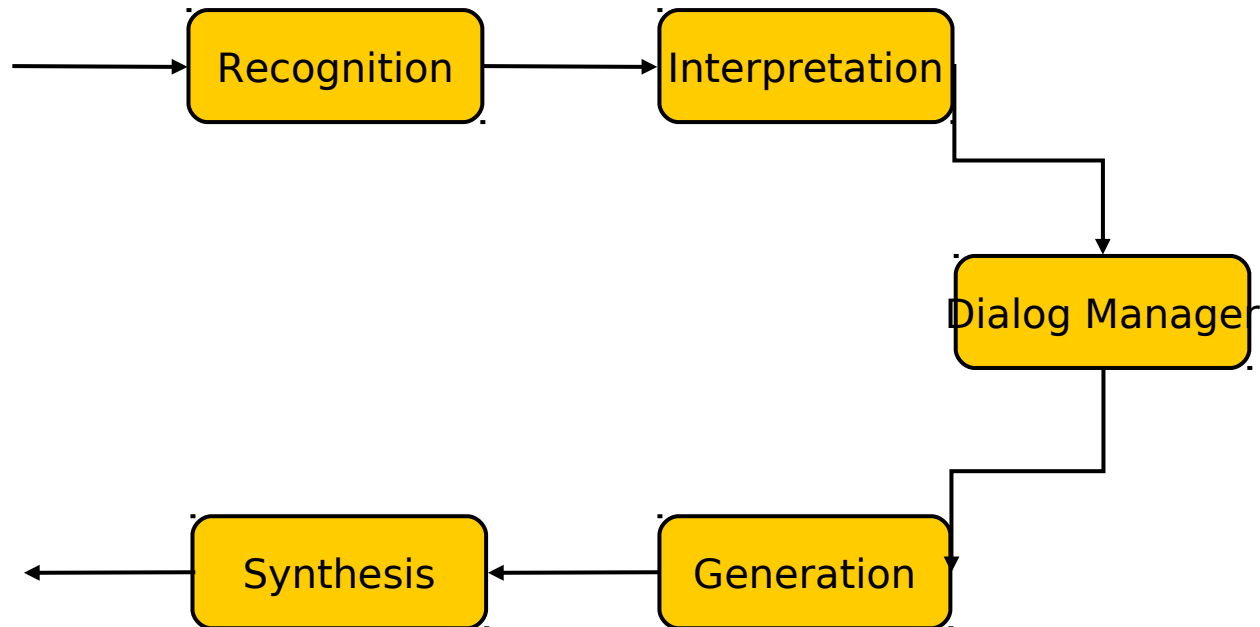 Recognition
Interpretation
Dialog Manager
Synthesis
Generation